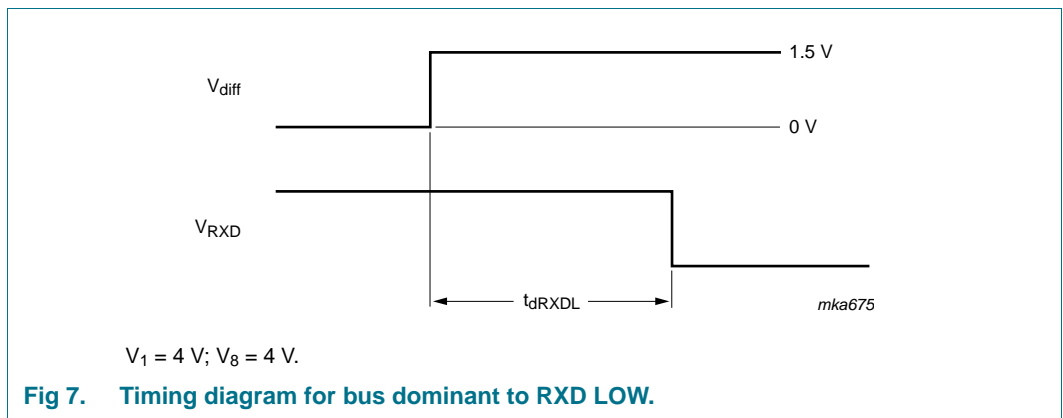 1.5 V
Vdiff
0 V
VRXD
tdRXDL
mka675
V1 = 4 V; V8 = 4 V.
Fig 7. Timing diagram for bus dominant to RXD LOW.